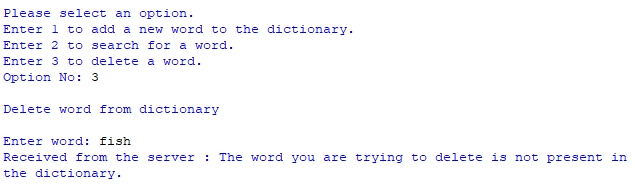 Please select an option.
Enter 1 to add a new word to the dictionary.
Enter 2 to search for a word.
Enter 3 to delete a word.
Option No: 3
Delete word from dictionary
Enter word: fish
Received from the server : The word you are trying to delete is not present in
the dictionary.